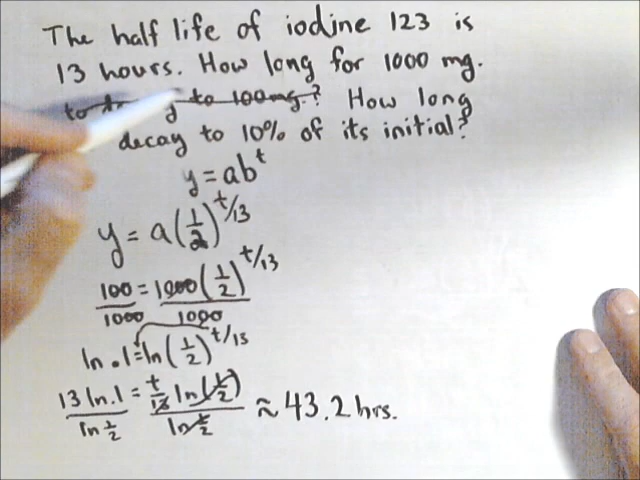 The half life of iodine 123 is
13 hours. How long for 1000 mg.
to to 100mg.? How long
decay to 10% of its initial?
y = ab^t
y = a(1/2)^t/13
100/1000 = 1000(1/2)^t/13/1000
ln .1 = ln(1/2)^t/13
13 ln .1/ln 1/2 = t/13 ln(1/2)/ln 1/2 ≈ 43.2 hrs.